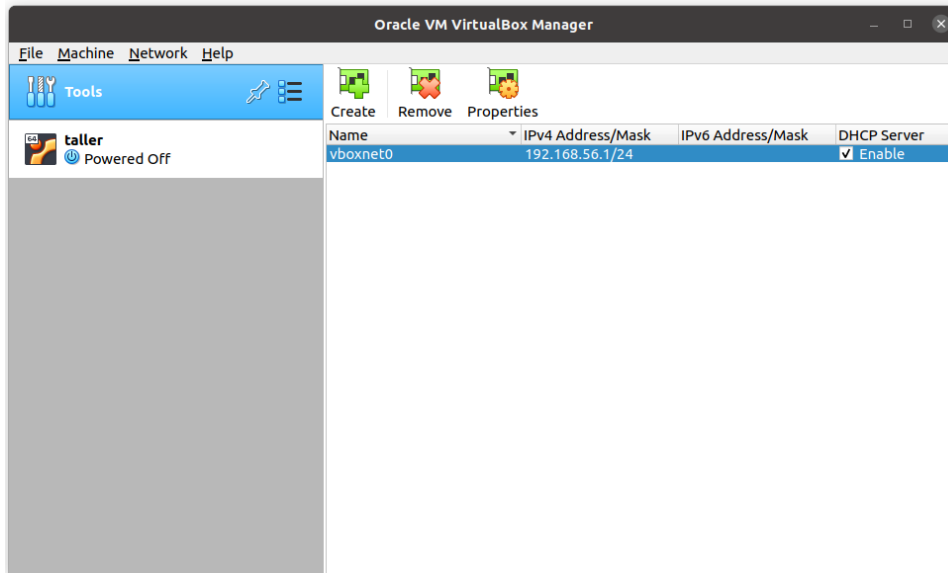 Oracle VM VirtualBox Manager
File Machine Network Help
Tools
Create Remove Properties
64 taller
Powered Off
Name IPv4 Address/Mask IPv6 Address/Mask DHCP Server
vboxnet0 192.168.56.1/24 Enable